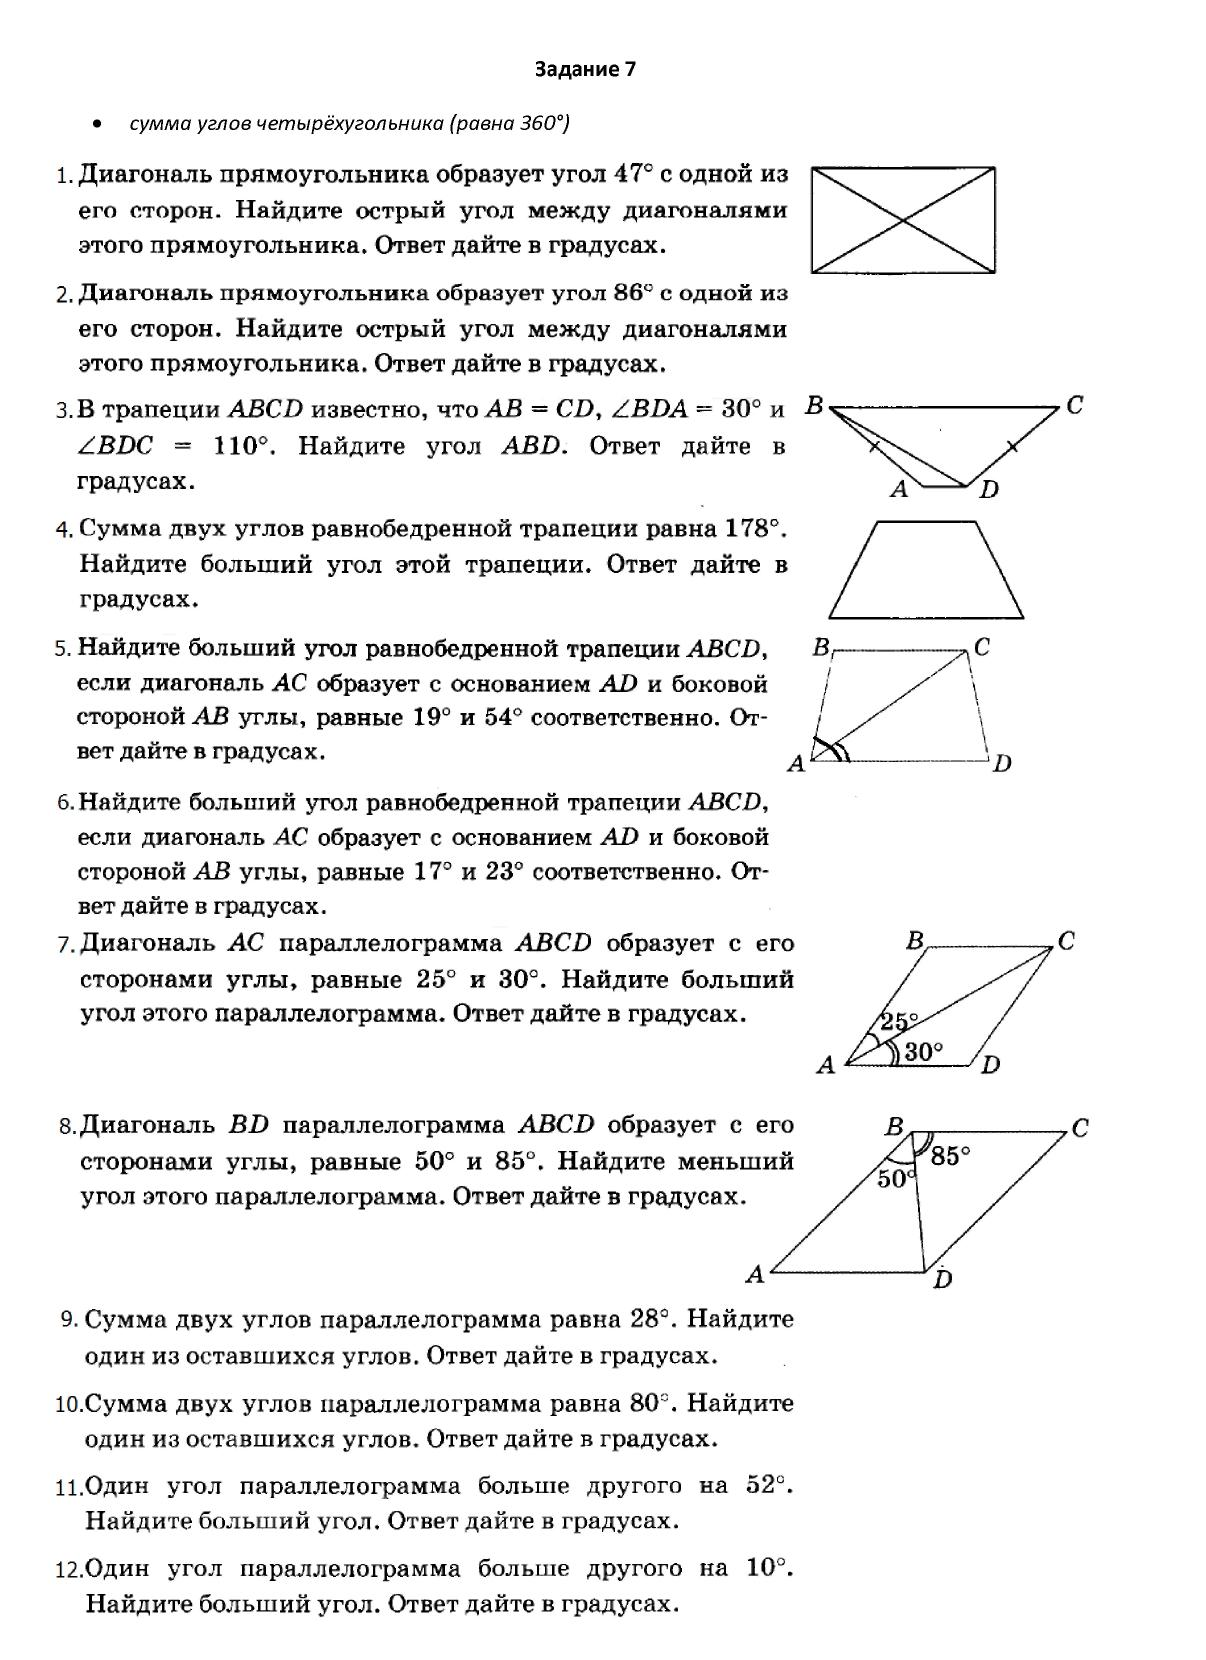 Задание 7
• сумма углов четырёхугольника (равна 360°)
1. Диагональ прямоугольника образует угол 47° с одной из
его сторон. Найдите острый угол между диагоналями
этого прямоугольника. Ответ дайте в градусах.
2. Диагональ прямоугольника образует угол 86° с одной из
его сторон. Найдите острый угол между диагоналями
этого прямоугольника. Ответ дайте в градусах.
3. В трапеции ABCD известно, что AB = CD, ∠BDA = 30° и
∠BDC = 110°. Найдите угол ABD. Ответ дайте в
градусах.
B C
A D
4. Сумма двух углов равнобедренной трапеции равна 178°.
Найдите больший угол этой трапеции. Ответ дайте в
градусах.
5. Найдите больший угол равнобедренной трапеции ABCD,
если диагональ AC образует с основанием AD и боковой
стороной AB углы, равные 19° и 54° соответственно. От-
вет дайте в градусах.
B C
A D
6. Найдите больший угол равнобедренной трапеции ABCD,
если диагональ AC образует с основанием AD и боковой
стороной AB углы, равные 17° и 23° соответственно. От-
вет дайте в градусах.
7. Диагональ AC параллелограмма ABCD образует с его
сторонами углы, равные 25° и 30°. Найдите больший
угол этого параллелограмма. Ответ дайте в градусах.
B C
25°
30°
A D
8. Диагональ BD параллелограмма ABCD образует с его
сторонами углы, равные 50° и 85°. Найдите меньший
угол этого параллелограмма. Ответ дайте в градусах.
B C
85°
50°
A D
9. Сумма двух углов параллелограмма равна 28°. Найдите
один из оставшихся углов. Ответ дайте в градусах.
10. Сумма двух углов параллелограмма равна 80°. Найдите
один из оставшихся углов. Ответ дайте в градусах.
11. Один угол параллелограмма больше другого на 52°.
Найдите больший угол. Ответ дайте в градусах.
12. Один угол параллелограмма больше другого на 10°.
Найдите больший угол. Ответ дайте в градусах.